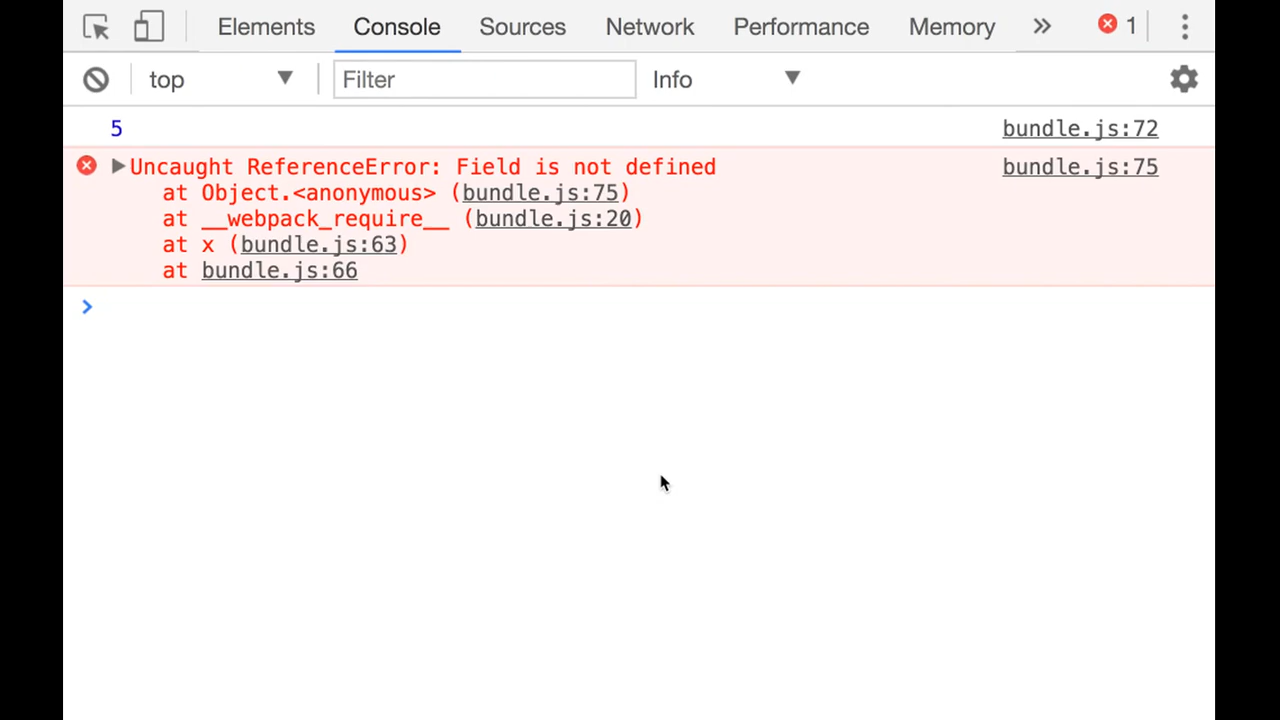 Elements Console Sources Network Performance Memory » 1
top Filter Info
5 bundle.js:72
Uncaught ReferenceError: Field is not defined bundle.js:75
at Object.<anonymous> (bundle.js:75)
at __webpack_require__ (bundle.js:20)
at x (bundle.js:63)
at bundle.js:66